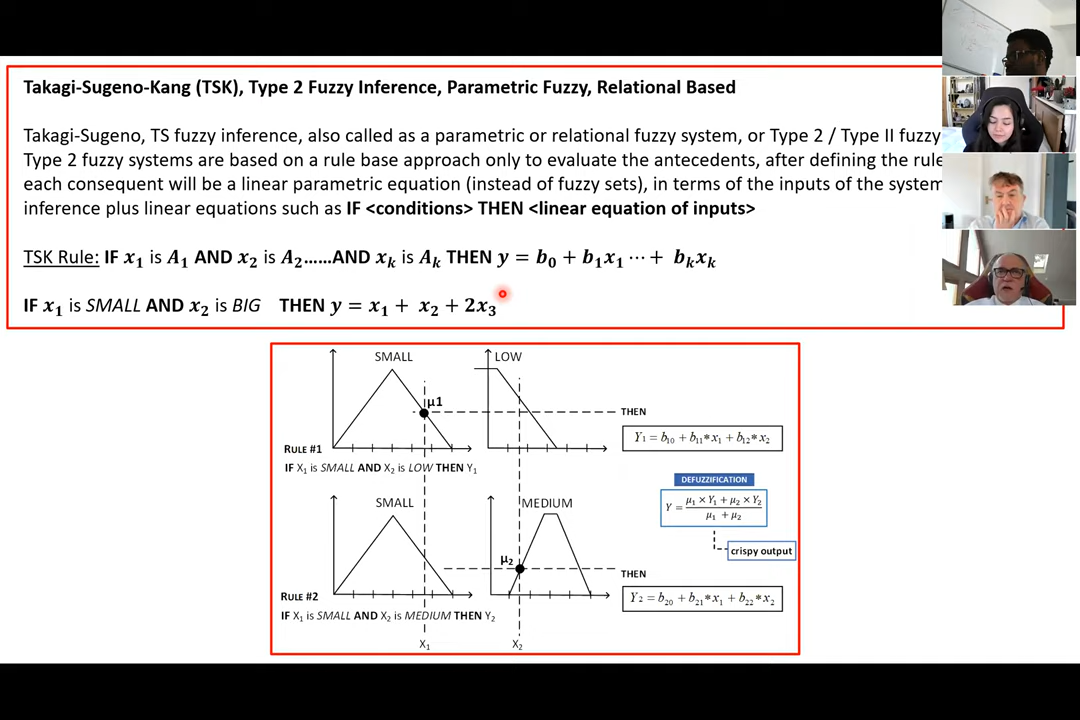 Takagi-Sugeno-Kang (TSK), Type 2 Fuzzy Inference, Parametric Fuzzy, Relational Based
Takagi-Sugeno, TS fuzzy inference, also called as a parametric or relational fuzzy system, or Type 2 / Type II fuzzy
Type 2 fuzzy systems are based on a rule base approach only to evaluate the antecedents, after defining the rule
each consequent will be a linear parametric equation (instead of fuzzy sets), in terms of the inputs of the system
inference plus linear equations such as IF <conditions> THEN <linear equation of inputs>
TSK Rule: IF x₁ is A₁ AND x₂ is A₂......AND xₖ is Aₖ THEN y = b₀ + b₁x₁ ⋯ + bₖxₖ
IF x₁ is SMALL AND x₂ is BIG THEN y = x₁ + x₂ + 2x₃
SMALL
LOW
μ1
THEN
Y₁ = b₁₀ + b₁₁*x₁ + b₁₂*x₂
RULE #1
IF X₁ is SMALL AND X₂ is LOW THEN Y₁
DEFUZZIFICATION
Y = (μ₁ × Y₁ + μ₂ × Y₂) / (μ₁ + μ₂)
crispy output
SMALL
MEDIUM
μ₂
THEN
Y₂ = b₂₀ + b₂₁*x₁ + b₂₂*x₂
RULE #2
IF X₁ is SMALL AND X₂ is MEDIUM THEN Y₂
X₁
X₂